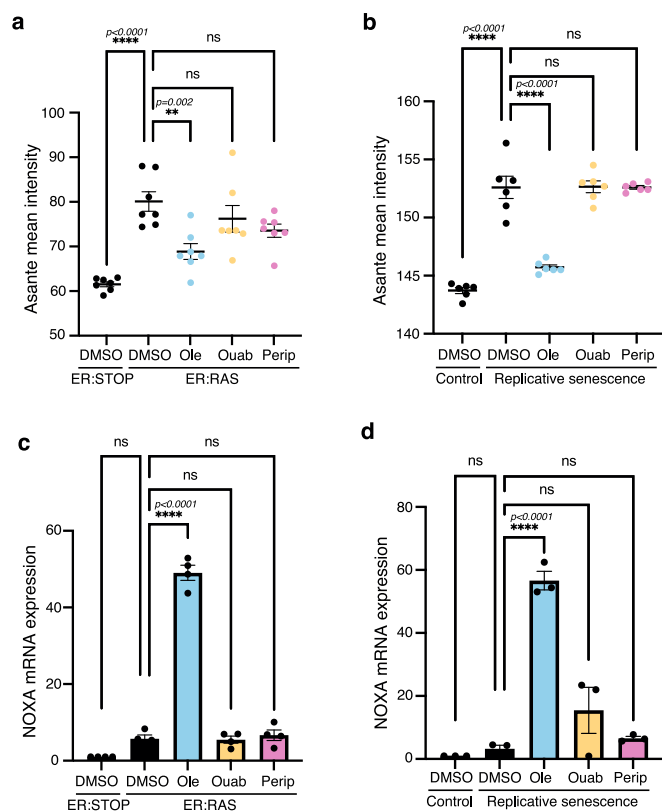 a
p<0.0001
****
ns
ns
p=0.002
**
Asante mean intensity
100
90
80
70
60
50
DMSO DMSO Ole Ouab Perip
ER:STOP ER:RAS
b
p<0.0001
****
ns
ns
p<0.0001
****
Asante mean intensity
160
155
150
145
140
DMSO DMSO Ole Ouab Perip
Control Replicative senescence
c
ns
ns
ns
p<0.0001
****
NOXA mRNA expression
60
40
20
0
DMSO DMSO Ole Ouab Perip
ER:STOP ER:RAS
d
ns
ns
ns
p<0.0001
****
NOXA mRNA expression
80
60
40
20
0
DMSO DMSO Ole Ouab Perip
Control Replicative senescence